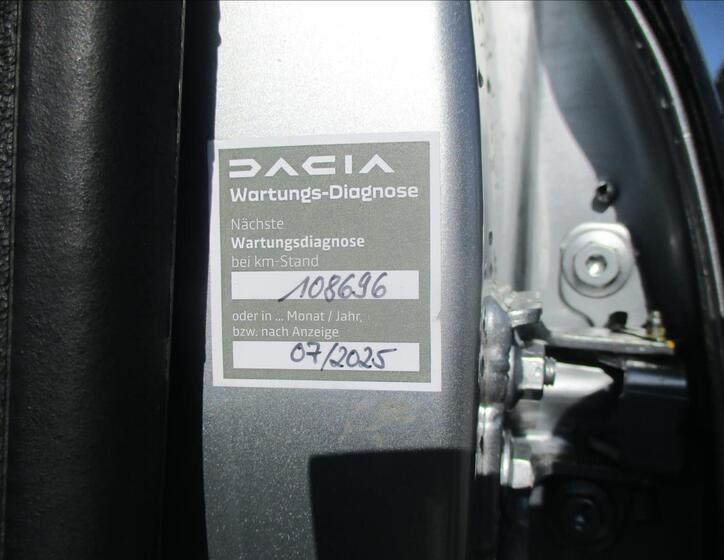 DACIA
Wartungs-Diagnose
Nächste
Wartungsdiagnose
bei km-Stand
108696
oder in ... Monat / Jahr,
bzw. nach Anzeige
07/2025